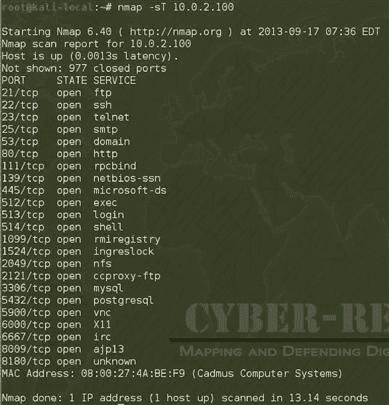 root@kali-local:~# nmap -sT 10.0.2.100
Starting Nmap 6.40 ( http://nmap.org ) at 2013-09-17 07:36 EDT
Nmap scan report for 10.0.2.100
Host is up (0.0013s latency).
Not shown: 977 closed ports
PORT STATE SERVICE
21/tcp open ftp
22/tcp open ssh
23/tcp open telnet
25/tcp open smtp
53/tcp open domain
80/tcp open http
111/tcp open rpcbind
139/tcp open netbios-ssn
445/tcp open microsoft-ds
512/tcp open exec
513/tcp open login
514/tcp open shell
1099/tcp open rmiregistry
1524/tcp open ingreslock
2049/tcp open nfs
2121/tcp open ccproxy-ftp
3306/tcp open mysql
5432/tcp open postgresql
5900/tcp open vnc
6000/tcp open X11
6667/tcp open irc
8009/tcp open ajp13
8180/tcp open unknown
MAC Address: 08:00:27:4A:BE:F9 (Cadmus Computer Systems)
Nmap done: 1 IP address (1 host up) scanned in 13.14 seconds
CYBER-RE
MAPPING AND DEFENDING DIG